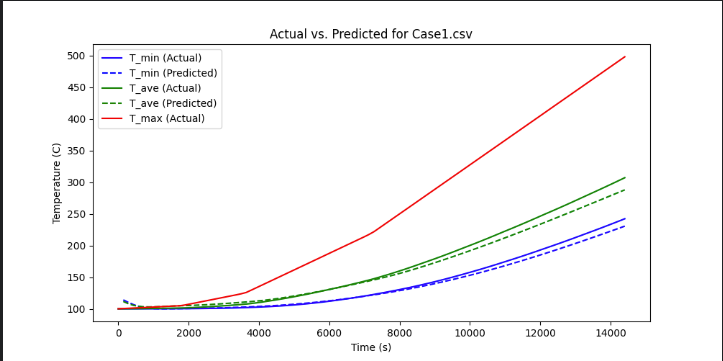 Actual vs. Predicted for Case1.csv
T_min (Actual)
T_min (Predicted)
T_ave (Actual)
T_ave (Predicted)
T_max (Actual)
Temperature (C)
500
450
400
350
300
250
200
150
100
0 2000 4000 6000 8000 10000 12000 14000
Time (s)